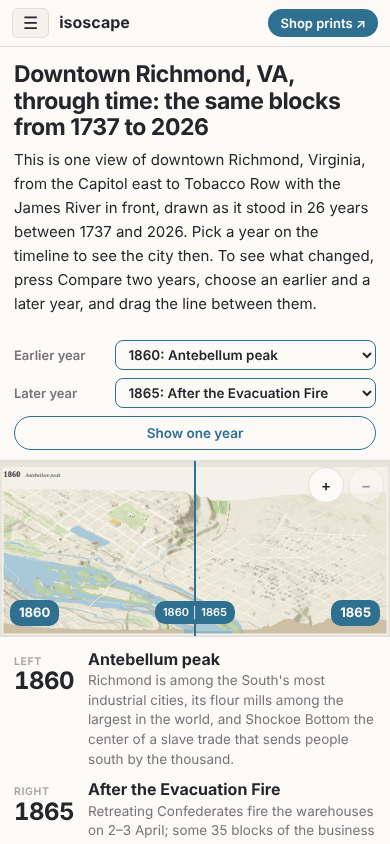 ☰ isoscape Shop prints ↗
Downtown Richmond, VA,
through time: the same blocks
from 1737 to 2026
This is one view of downtown Richmond, Virginia,
from the Capitol east to Tobacco Row with the
James River in front, drawn as it stood in 26 years
between 1737 and 2026. Pick a year on the
timeline to see the city then. To see what changed,
press Compare two years, choose an earlier and a
later year, and drag the line between them.
Earlier year 1860: Antebellum peak
Later year 1865: After the Evacuation Fire
Show one year
1860 Antebellum peak
+ −
1860 1860 | 1865 1865
LEFT
1860
Antebellum peak
Richmond is among the South's most
industrial cities, its flour mills among the
largest in the world, and Shockoe Bottom the
center of a slave trade that sends people
south by the thousand.
RIGHT
1865
After the Evacuation Fire
Retreating Confederates fire the warehouses
on 2–3 April; some 35 blocks of the business